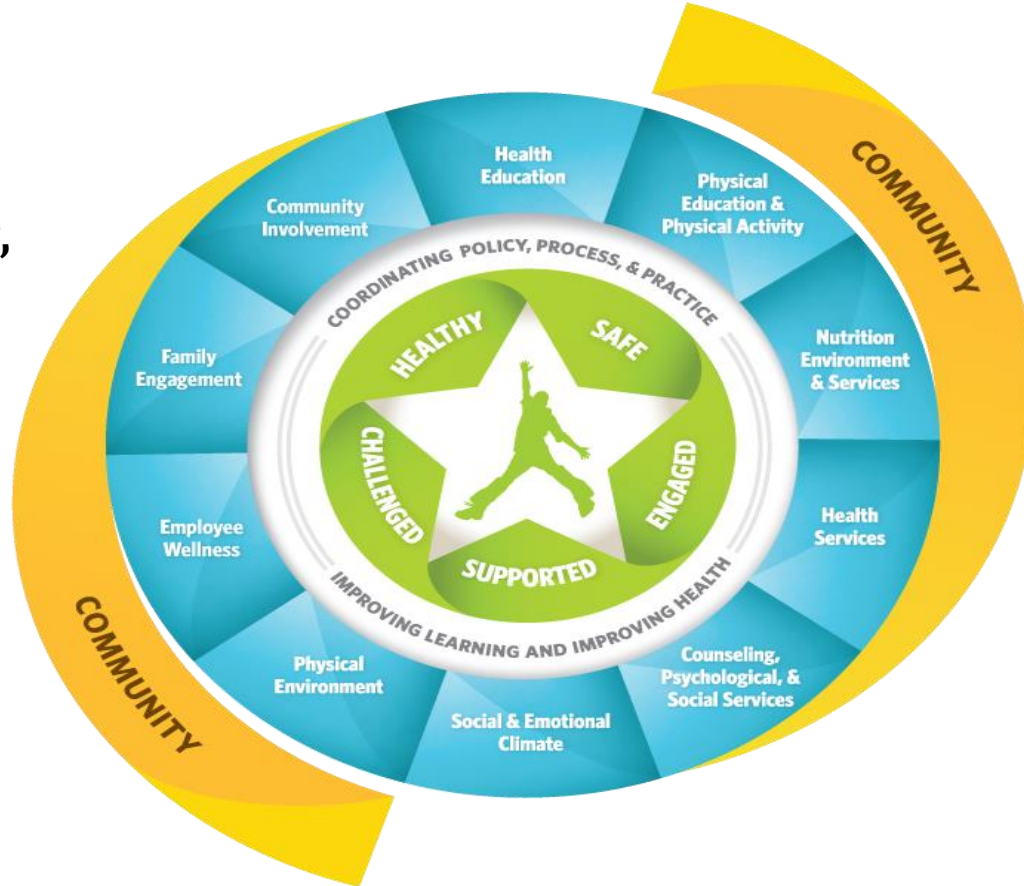 COMMUNITY
Health
Education
Physical
Education &
Physical Activity
Nutrition
Environment
& Services
Health
Services
Counseling,
Psychological, &
Social Services
Social & Emotional
Climate
Physical
Environment
Employee
Wellness
Family
Engagement
Community
Involvement
COORDINATING POLICY, PROCESS, & PRACTICE
IMPROVING LEARNING AND IMPROVING HEALTH
HEALTHY
SAFE
ENGAGED
SUPPORTED
CHALLENGED
COMMUNITY
,